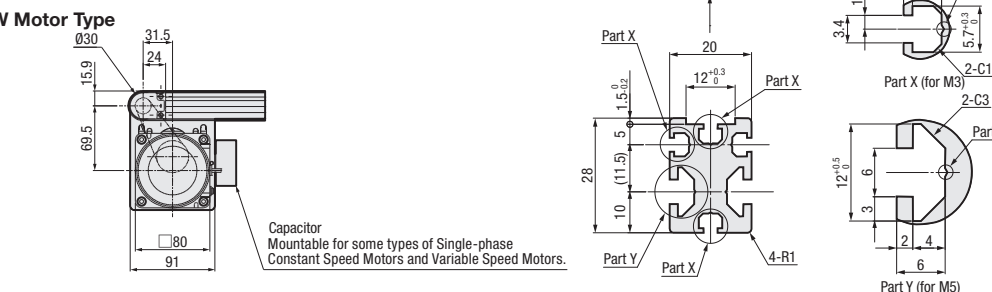 W Motor Type
Ø30
31.5
24
15.9
69.5
□80
91
Capacitor
Mountable for some types of Single-phase
Constant Speed Motors and Variable Speed Motors.
Part X
20
12 +0.3 0
Part X
1.5 0 -0.2
5
(11.5)
28
10
Part Y
Part X
4-R1
3.4
5.7 +0.3 0
2-C1
Part X (for M3)
2-C3
12 +0.5 0
6
3
2
4
6
Part Y (for M5)